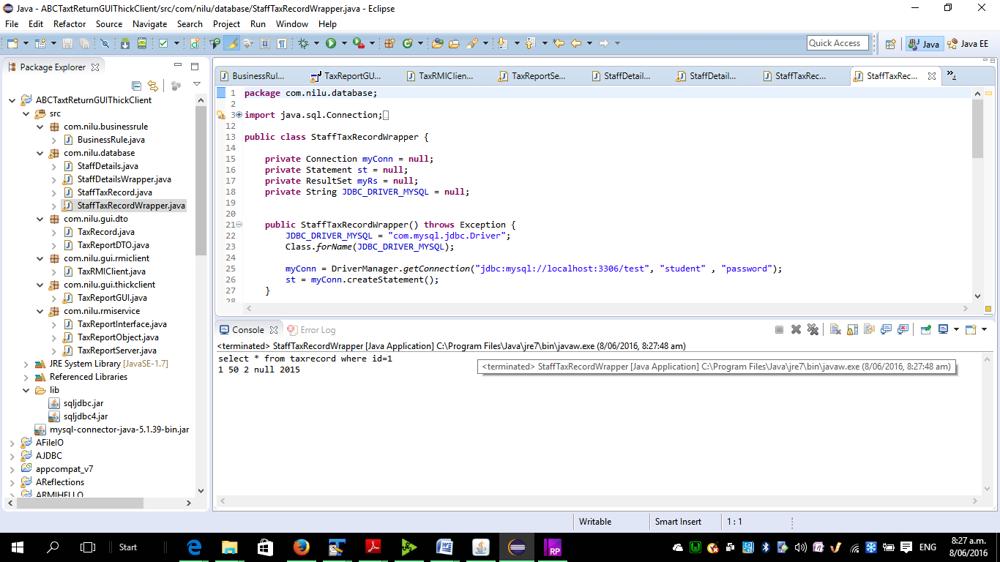 Java - ABCTaxtReturnGUIThickClient/src/com/nilu/database/StaffTaxRecordWrapper.java - Eclipse
File Edit Refactor Source Navigate Search Project Run Window Help
Quick Access Java Java EE
Package Explorer
ABCTaxtReturnGUIThickClient
src
com.nilu.businessrule
BusinessRule.java
com.nilu.database
StaffDetails.java
StaffDetailsWrapper.java
StaffTaxRecord.java
StaffTaxRecordWrapper.java
com.nilu.gui.dto
TaxRecord.java
TaxReportDTO.java
com.nilu.gui.rmiclient
TaxRMIClient.java
com.nilu.gui.thickclient
TaxReportGUI.java
com.nilu.rmiservice
TaxReportInterface.java
TaxReportObject.java
TaxReportServer.java
JRE System Library [JavaSE-1.7]
Referenced Libraries
lib
sqljdbc.jar
sqljdbc4.jar
mysql-connector-java-5.1.39-bin.jar
AFileIO
AJDBC
appcompat_v7
AReflections
ARMIHELLO
BusinessRul... TaxReportGU... TaxRMIClien... TaxReportSe... StaffDetail... StaffDetail... StaffTaxRec... StaffTaxRec... »4
1 package com.nilu.database;
2
3 import java.sql.Connection;
12
13 public class StaffTaxRecordWrapper {
14
15 private Connection myConn = null;
16 private Statement st = null;
17 private ResultSet myRs = null;
18 private String JDBC_DRIVER_MYSQL = null;
19
20
21 public StaffTaxRecordWrapper() throws Exception {
22 JDBC_DRIVER_MYSQL = "com.mysql.jdbc.Driver";
23 Class.forName(JDBC_DRIVER_MYSQL);
24
25 myConn = DriverManager.getConnection("jdbc:mysql://localhost:3306/test", "student" , "password");
26 st = myConn.createStatement();
27 }
28
Console Error Log
<terminated> StaffTaxRecordWrapper [Java Application] C:\Program Files\Java\jre7\bin\javaw.exe (8/06/2016, 8:27:48 am)
select * from taxrecord where id=1
1 50 2 null 2015
<terminated> StaffTaxRecordWrapper [Java Application] C:\Program Files\Java\jre7\bin\javaw.exe (8/06/2016, 8:27:48 am)
Writable Smart Insert 1 : 1
Start
RP
ENG
8:27 a.m.
8/06/2016